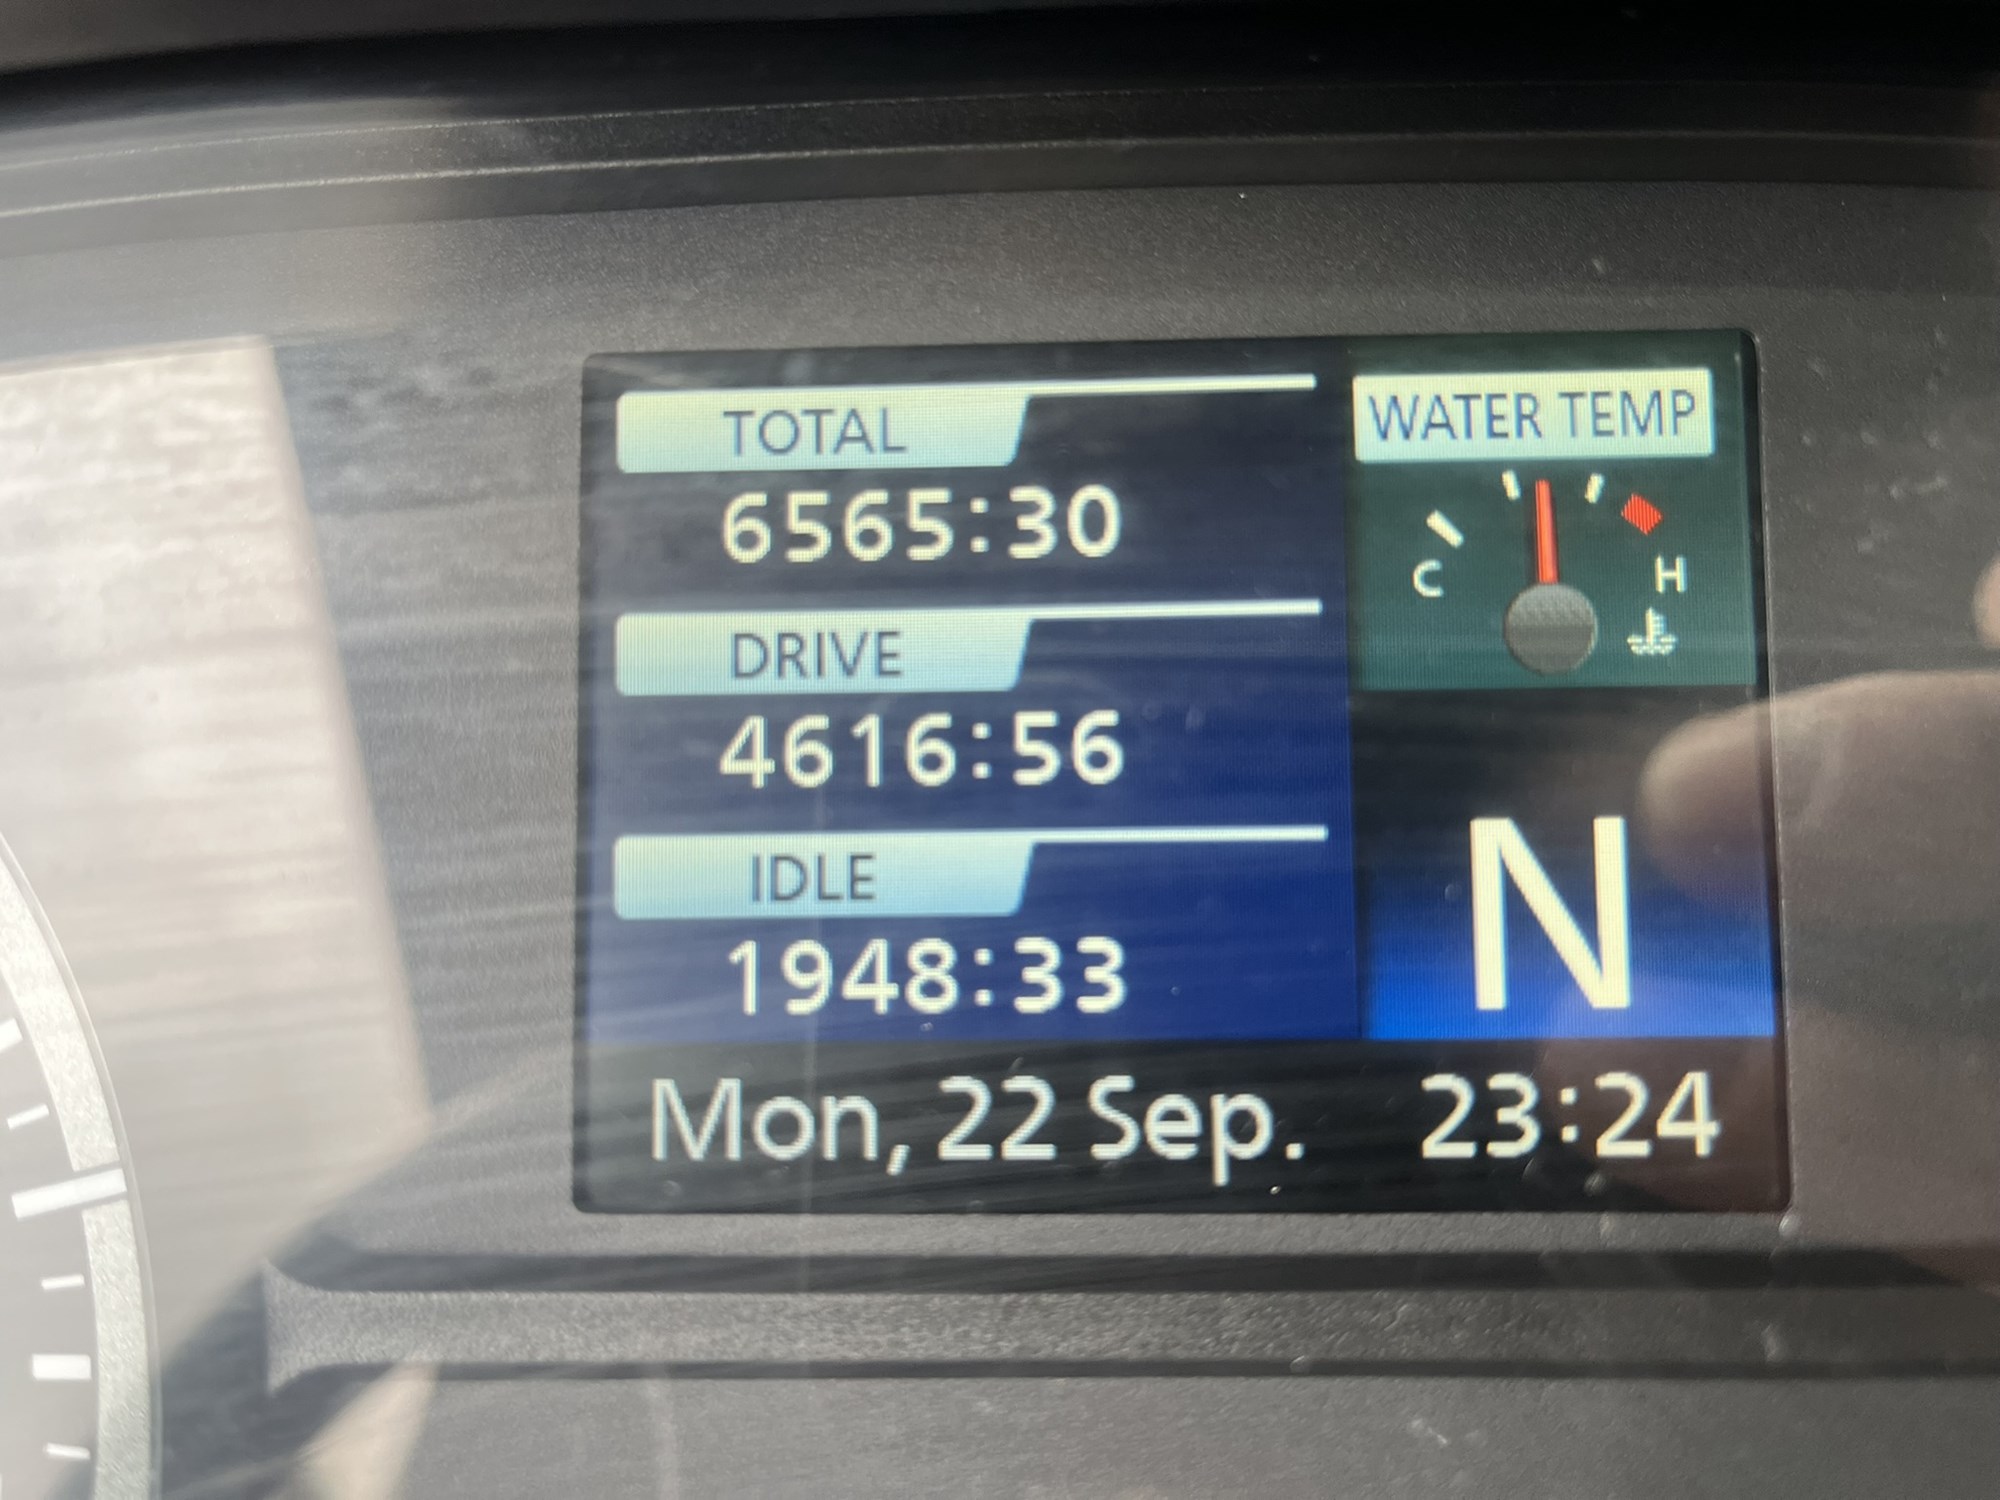 TOTAL
6565:30
DRIVE
4616:56
IDLE
1948:33
WATER TEMP
C
H
N
Mon, 22 Sep. 23:24